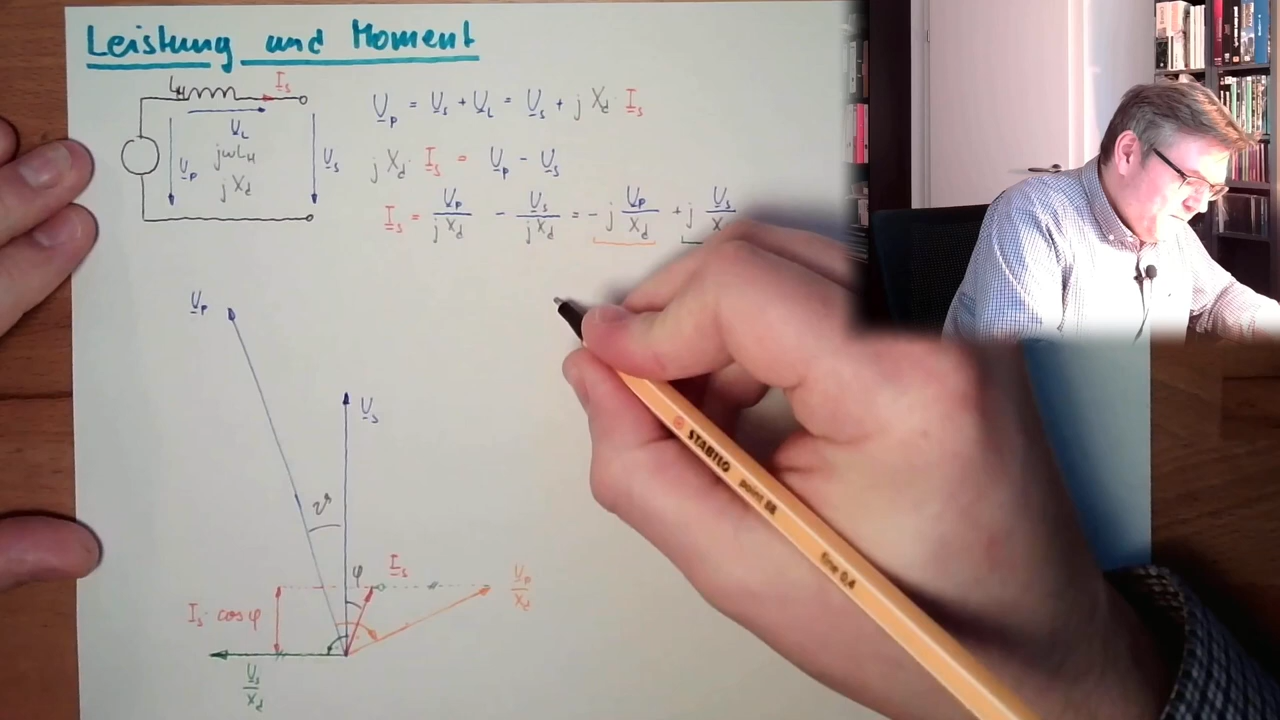 Leistung und Moment
L_H I_s
U_p = U_s + U_L = U_s + j X_d I_s
U_L
U_p jωL_H U_s
j X_d
j X_d I_s = U_p - U_s
I_s = U_p / j X_d - U_s / j X_d = - j U_p / X_d + j U_s / X
U_p
U_s
ϑ
φ I_s U_p / X_d
I_s · cos φ
U_s / X_d
STABILO point 88 fine 0,4